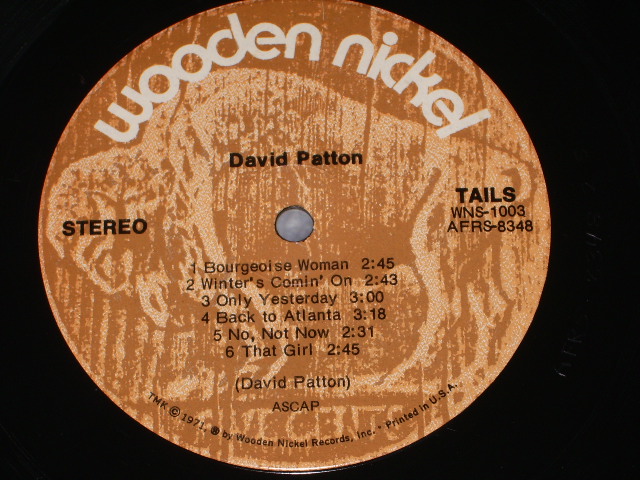 wooden nickel
David Patton
STEREO
TAILS
WNS-1003
AFRS-8348
1 Bourgeoise Woman 2:45
2 Winter's Comin' On 2:43
3 Only Yesterday 3:00
4 Back to Atlanta 3:18
5 No, Not Now 2:31
6 That Girl 2:45
(David Patton)
ASCAP
TMK © 1971, ℗ by Wooden Nickel Records, Inc. • Printed in U.S.A.